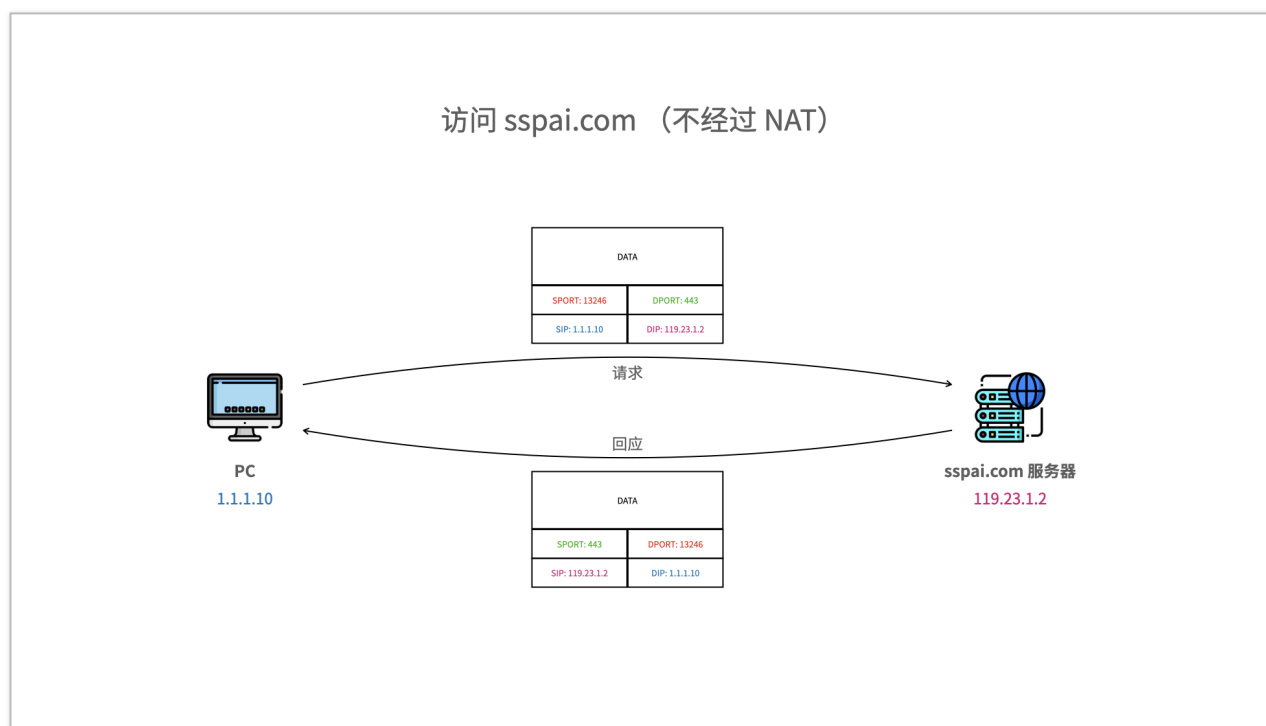 访问 sspai.com （不经过 NAT）
DATA
SPORT: 13246
DPORT: 443
SIP: 1.1.1.10
DIP: 119.23.1.2
请求
回应
PC
1.1.1.10
sspai.com 服务器
119.23.1.2
DATA
SPORT: 443
DPORT: 13246
SIP: 119.23.1.2
DIP: 1.1.1.10